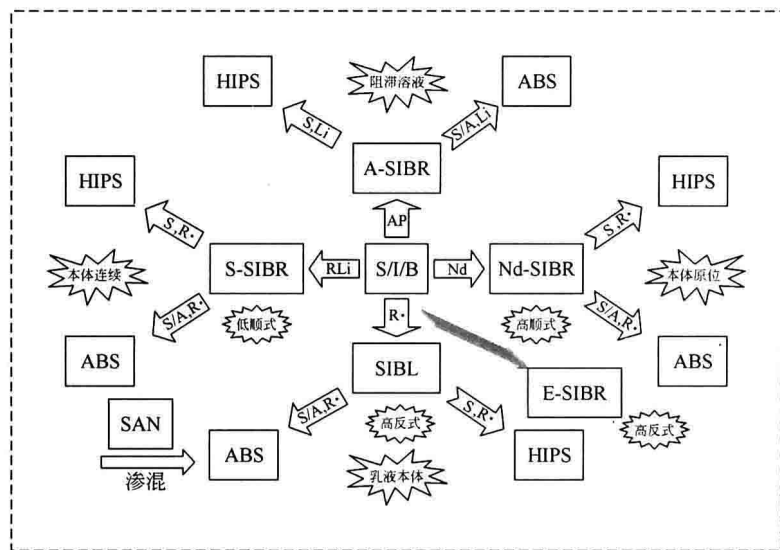 HIPS
阻滞溶液
ABS
S,Li
S/A,Li
HIPS
A-SIBR
HIPS
S,R•
AP
S,R•
本体连续
S-SIBR
RLi
S/I/B
Nd
Nd-SIBR
本体原位
S/A,R•
低顺式
R•
高顺式
S/A,R•
ABS
SIBL
ABS
E-SIBR
SAN
S/A,R•
高反式
S,R•
高反式
ABS
HIPS
渗混
乳液本体